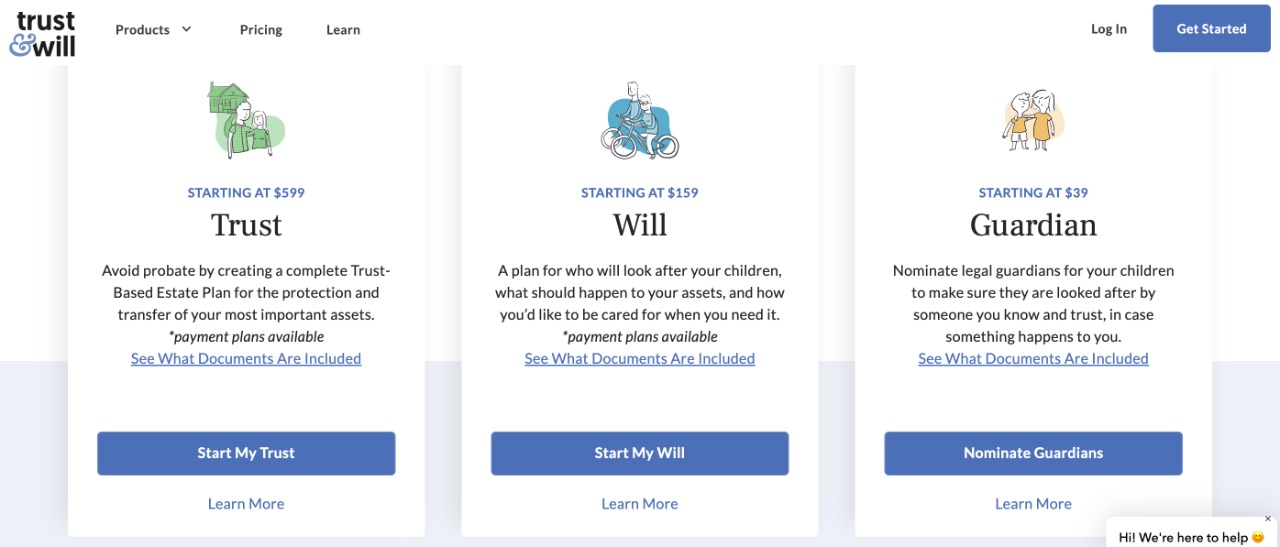 trust
&will
Products
Pricing
Learn
Log In
Get Started
STARTING AT $599
Trust
Avoid probate by creating a complete Trust-
Based Estate Plan for the protection and
transfer of your most important assets.
*payment plans available
See What Documents Are Included
Start My Trust
Learn More
STARTING AT $159
Will
A plan for who will look after your children,
what should happen to your assets, and how
you'd like to be cared for when you need it.
*payment plans available
See What Documents Are Included
Start My Will
Learn More
STARTING AT $39
Guardian
Nominate legal guardians for your children
to make sure they are looked after by
someone you know and trust, in case
something happens to you.
See What Documents Are Included
Nominate Guardians
Learn More
Hi! We're here to help 😊